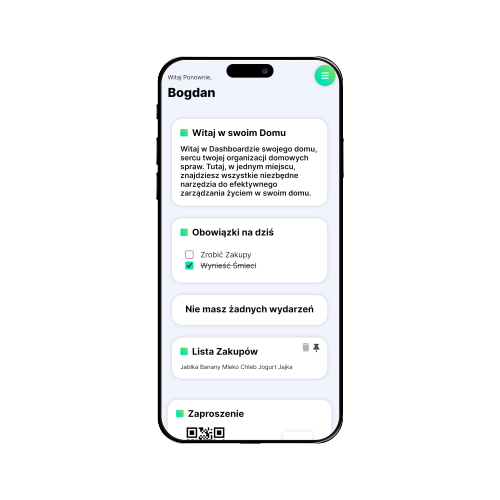 Witaj Ponownie,
Bogdan
Witaj w swoim Domu
Witaj w Dashboardzie swojego domu,
sercu twojej organizacji domowych
spraw. Tutaj, w jednym miejscu,
znajdziesz wszystkie niezbędne
narzędzia do efektywnego
zarządzania życiem w swoim domu.
Obowiązki na dziś
Zrobić Zakupy
Wynieść Śmieci
Nie masz żadnych wydarzeń
Lista Zakupów
Jabłka Banany Mleko Chleb Jogurt Jajka
Zaproszenie